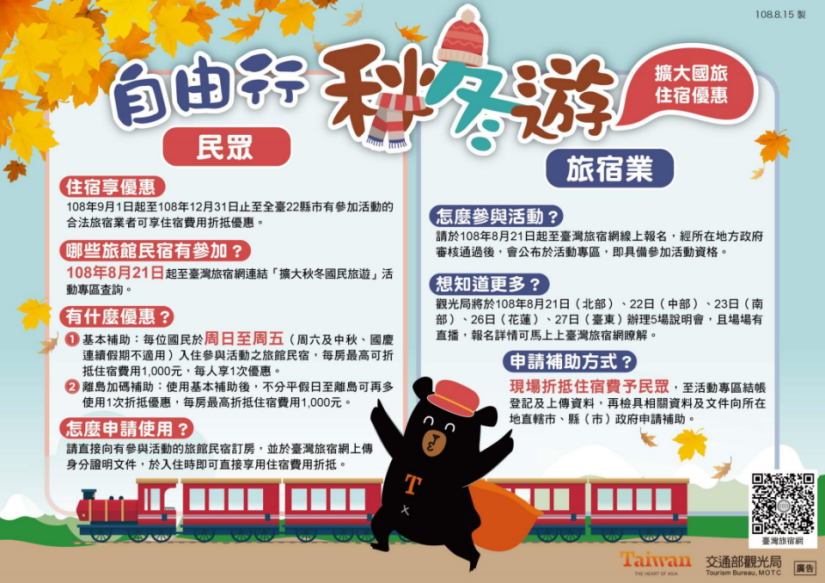 108.8.15 製
自由行 秋冬遊
擴大國旅
住宿優惠
民眾
住宿享優惠
108年9月1日起至108年12月31日止至全臺22縣市有參加活動的
合法旅宿業者可享住宿費用折抵優惠。
哪些旅館民宿有參加?
108年8月21日起至臺灣旅宿網連結「擴大秋冬國民旅遊」活
動專區查詢。
有什麼優惠?
1 基本補助:每位國民於周日至周五(周六及中秋、國慶
連續假期不適用)入住參與活動之旅館民宿,每房最高可折
抵住宿費用1,000元,每人享1次優惠。
2 離島加碼補助:使用基本補助後,不分平假日至離島可再多
使用1次折抵優惠,每房最高折抵住宿費用1,000元。
怎麼申請使用?
請直接向有參與活動的旅館民宿訂房,並於臺灣旅宿網上傳
身分證明文件,於入住時即可直接享用住宿費用折抵。
旅宿業
怎麼參與活動?
請於108年8月21日起至臺灣旅宿網線上報名,經所在地方政府
審核通過後,會公布於活動專區,即具備參加活動資格。
想知道更多?
觀光局將於108年8月21日(北部)、22日(中部)、23日(南
部)、26日(花蓮)、27日(臺東)辦理5場說明會,且場場有
直播,報名詳情可馬上上臺灣旅宿網瞭解。
申請補助方式?
現場折抵住宿費予民眾,至活動專區結帳
登記及上傳資料,再檢具相關資料及文件向所在
地直轄市、縣(市)政府申請補助。
T
臺灣旅宿網
Taiwan
THE HEART OF ASIA
交通部觀光局
Tourism Bureau, MOTC
廣告